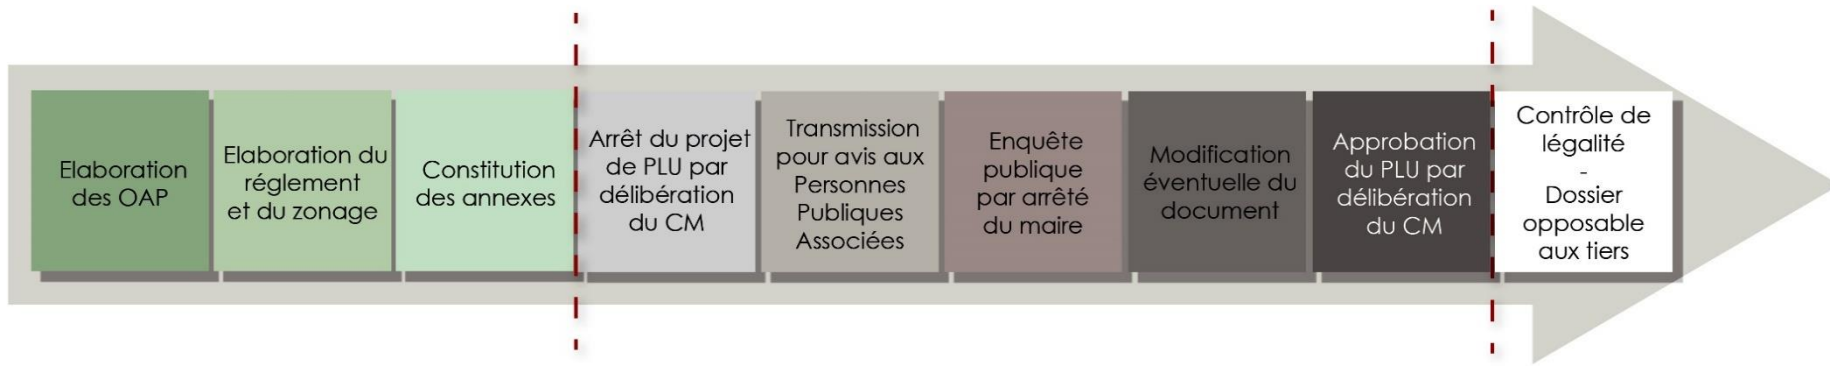 Elaboration
des OAP
Elaboration du
réglement
et du zonage
Constitution
des annexes
Arrêt du projet
de PLU par
délibération
du CM
Transmission
pour avis aux
Personnes
Publiques
Associées
Enquête
publique
par arrêté
du maire
Modification
éventuelle du
document
Approbation
du PLU par
délibération
du CM
Contrôle de
légalité
-
Dossier
opposable
aux tiers